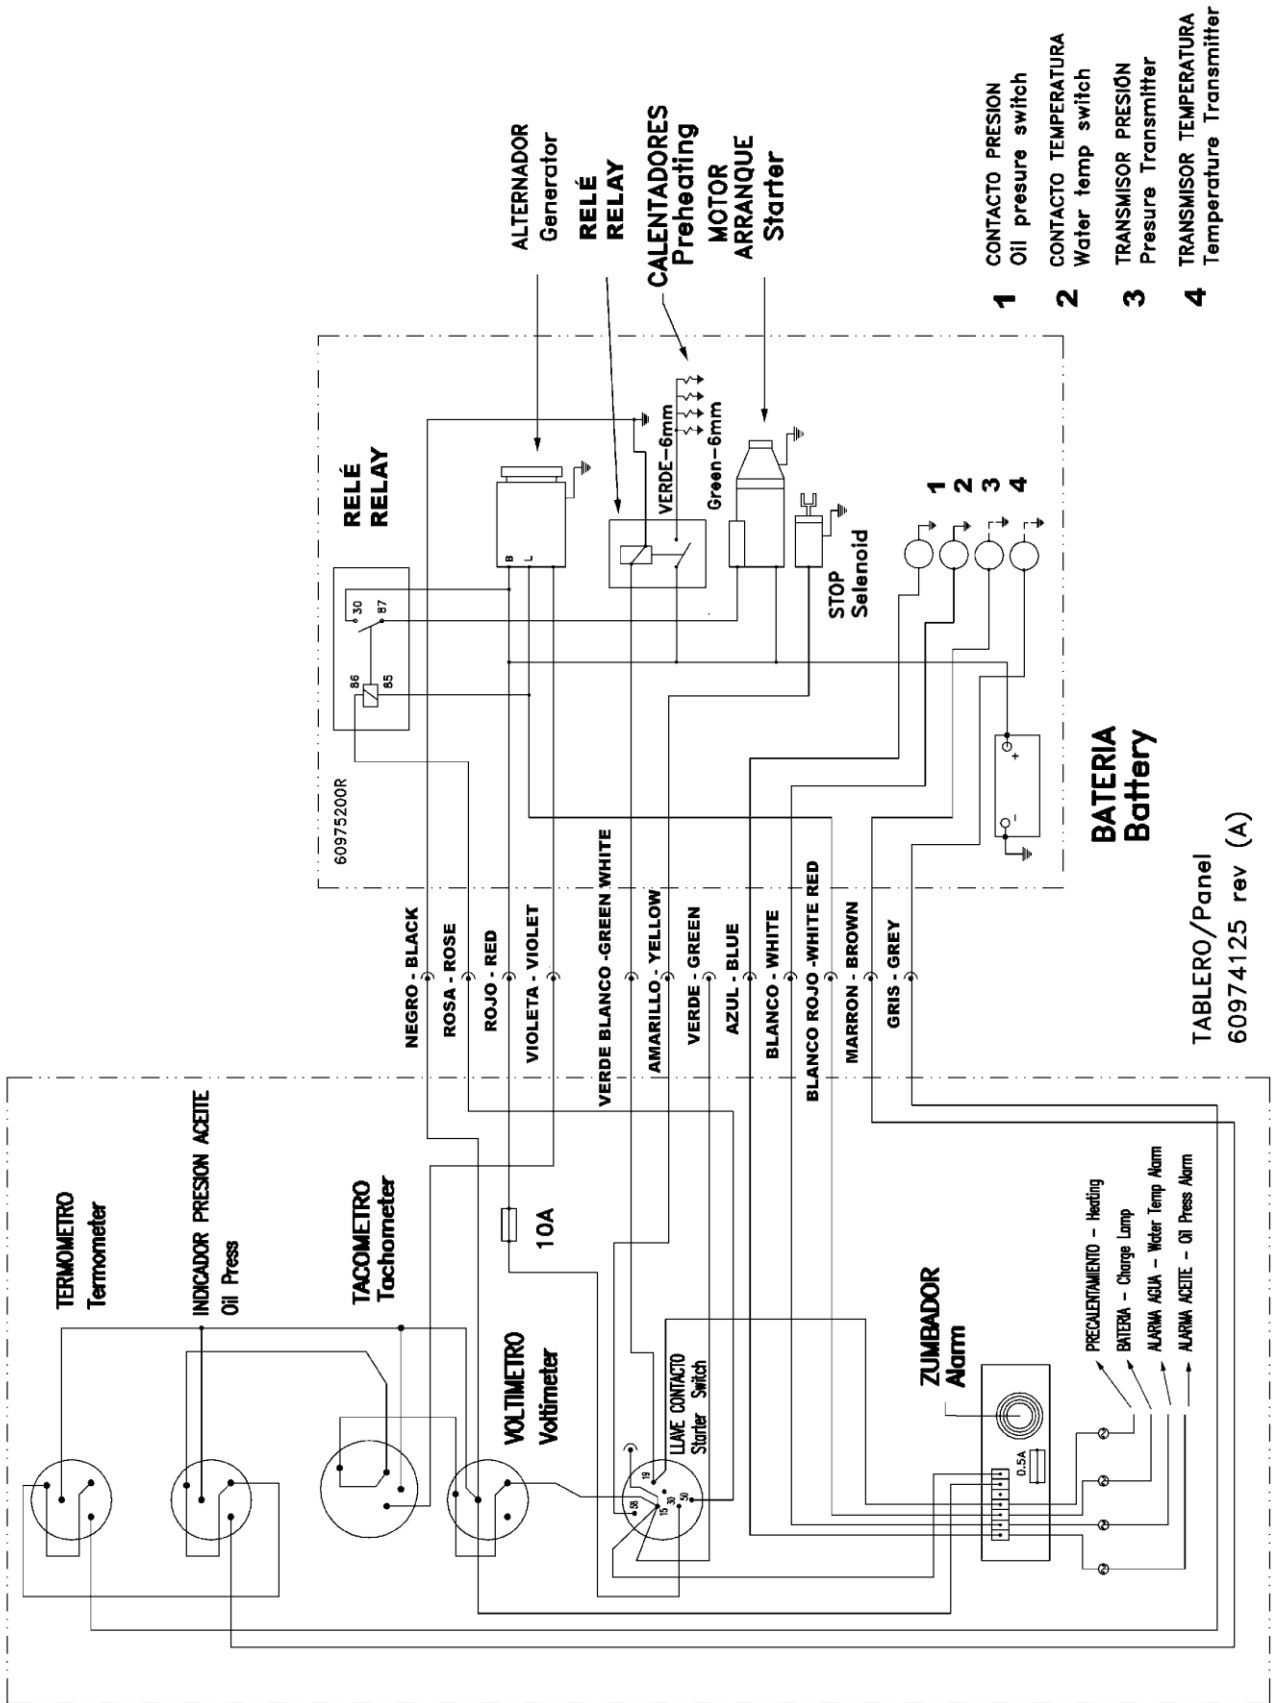 TERMOMETRO
Termometer
INDICADOR PRESION ACEITE
Oil Press
TACOMETRO
Tachometer
VOLTIMETRO
Voltimeter
10A
LLAVE CONTACTO
Starter Switch
19
58
15
30
50
ZUMBADOR
Alarm
0.5A
2
2
2
2
PRECALENTAMIENTO - Heating
BATERIA - Charge Lamp
ALARMA AGUA - Water Temp Alarm
ALARMA ACEITE - Oil Press Alarm
NEGRO - BLACK
ROSA - ROSE
ROJO - RED
VIOLETA - VIOLET
VERDE BLANCO -GREEN WHITE
AMARILLO - YELLOW
VERDE - GREEN
AZUL - BLUE
BLANCO - WHITE
BLANCO ROJO -WHITE RED
MARRON - BROWN
GRIS - GREY
TABLERO/Panel
60974125 rev (A)
60975200R
RELÉ
RELAY
86
85
30
87
B
L
VERDE-6mm
Green-6mm
STOP
Selenoid
1
2
3
4
+
-
BATERIA
Battery
ALTERNADOR
Generator
RELÉ
RELAY
CALENTADORES
Preheating
MOTOR
ARRANQUE
Starter
1 CONTACTO PRESION
Oil presure switch
2 CONTACTO TEMPERATURA
Water temp switch
3 TRANSMISOR PRESIÓN
Presure Transmitter
4 TRANSMISOR TEMPERATURA
Temperature Transmitter